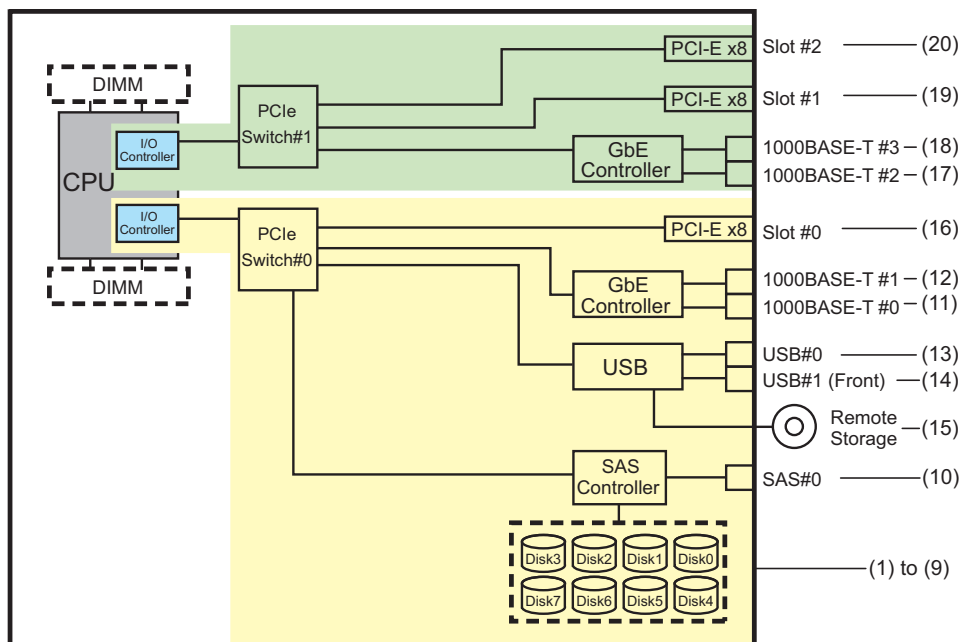 PCI-E x8 Slot #2 (20)
DIMM
PCIe
Switch#1
PCI-E x8 Slot #1 (19)
I/O
Controller
GbE
Controller
1000BASE-T #3 (18)
1000BASE-T #2 (17)
CPU
I/O
Controller
PCIe
Switch#0
PCI-E x8 Slot #0 (16)
DIMM
GbE
Controller
1000BASE-T #1 (12)
1000BASE-T #0 (11)
USB
USB#0 (13)
USB#1 (Front) (14)
Remote
Storage
(15)
SAS
Controller
SAS#0 (10)
Disk3 Disk2 Disk1 Disk0
Disk7 Disk6 Disk5 Disk4
(1) to (9)